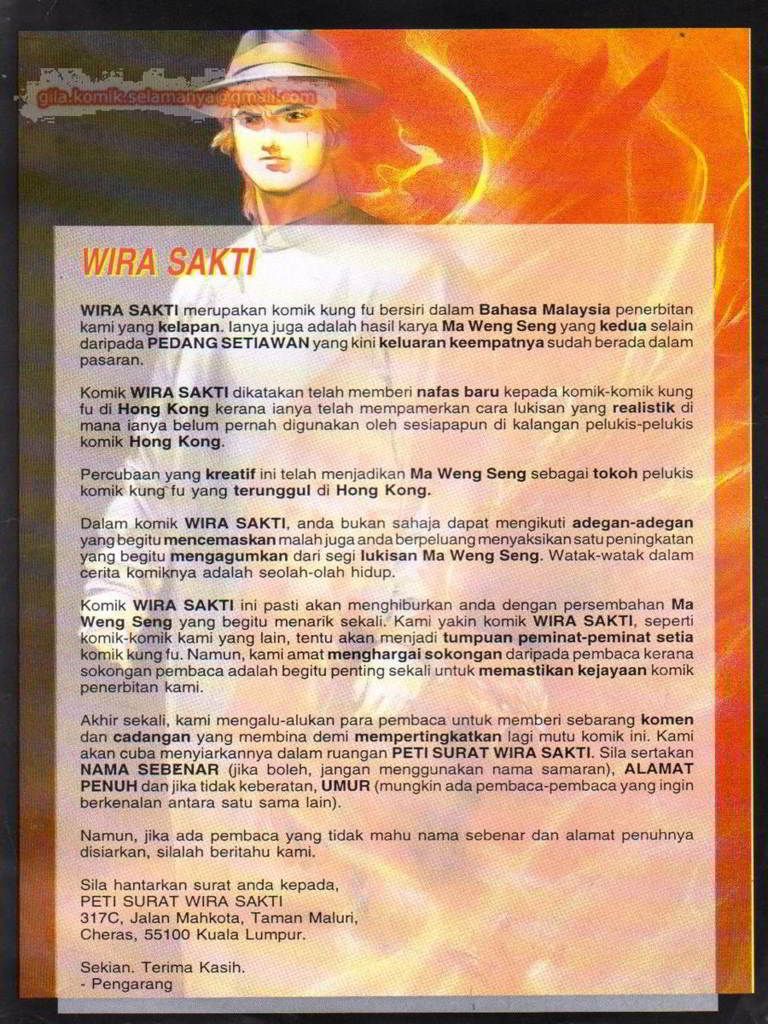 gila.komik.selamanya@gmail.com
WIRA SAKTI
WIRA SAKTI merupakan komik kung fu bersiri dalam Bahasa Malaysia penerbitan
kami yang kelapan. Ianya juga adalah hasil karya Ma Weng Seng yang kedua selain
daripada PEDANG SETIAWAN yang kini keluaran keempatnya sudah berada dalam
pasaran.
Komik WIRA SAKTI dikatakan telah memberi nafas baru kepada komik-komik kung
fu di Hong Kong kerana ianya telah mempamerkan cara lukisan yang realistik di
mana ianya belum pernah digunakan oleh sesiapapun di kalangan pelukis-pelukis
komik Hong Kong.
Percubaan yang kreatif ini telah menjadikan Ma Weng Seng sebagai tokoh pelukis
komik kung fu yang terunggul di Hong Kong.
Dalam komik WIRA SAKTI, anda bukan sahaja dapat mengikuti adegan-adegan
yang begitu mencemaskan malah juga anda berpeluang menyaksikan satu peningkatan
yang begitu mengagumkan dari segi lukisan Ma Weng Seng. Watak-watak dalam
cerita komiknya adalah seolah-olah hidup.
Komik WIRA SAKTI ini pasti akan menghiburkan anda dengan persembahan Ma
Weng Seng yang begitu menarik sekali. Kami yakin komik WIRA SAKTI, seperti
komik-komik kami yang lain, tentu akan menjadi tumpuan peminat-peminat setia
komik kung fu. Namun, kami amat menghargai sokongan daripada pembaca kerana
sokongan pembaca adalah begitu penting sekali untuk memastikan kejayaan komik
penerbitan kami.
Akhir sekali, kami mengalu-alukan para pembaca untuk memberi sebarang komen
dan cadangan yang membina demi mempertingkatkan lagi mutu komik ini. Kami
akan cuba menyiarkannya dalam ruangan PETI SURAT WIRA SAKTI. Sila sertakan
NAMA SEBENAR (jika boleh, jangan menggunakan nama samaran), ALAMAT
PENUH dan jika tidak keberatan, UMUR (mungkin ada pembaca-pembaca yang ingin
berkenalan antara satu sama lain).
Namun, jika ada pembaca yang tidak mahu nama sebenar dan alamat penuhnya
disiarkan, silalah beritahu kami.
Sila hantarkan surat anda kepada,
PETI SURAT WIRA SAKTI
317C, Jalan Mahkota, Taman Maluri,
Cheras, 55100 Kuala Lumpur.
Sekian. Terima Kasih.
- Pengarang